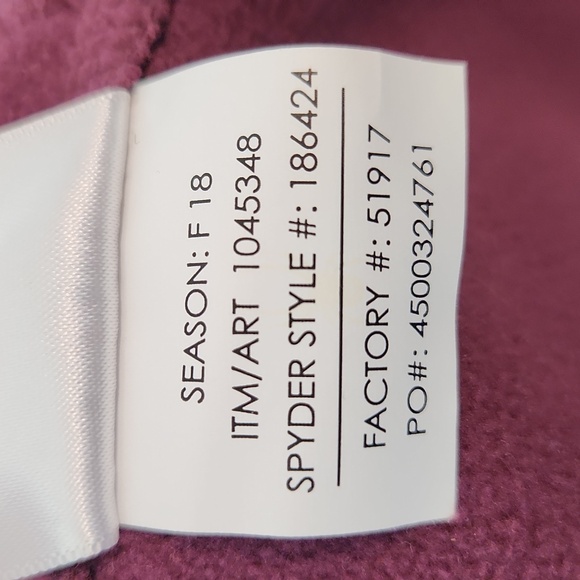 SEASON: F 18
ITM/ART 1045348
SPYDER STYLE #: 186424
FACTORY #: 51917
PO#: 4500324761